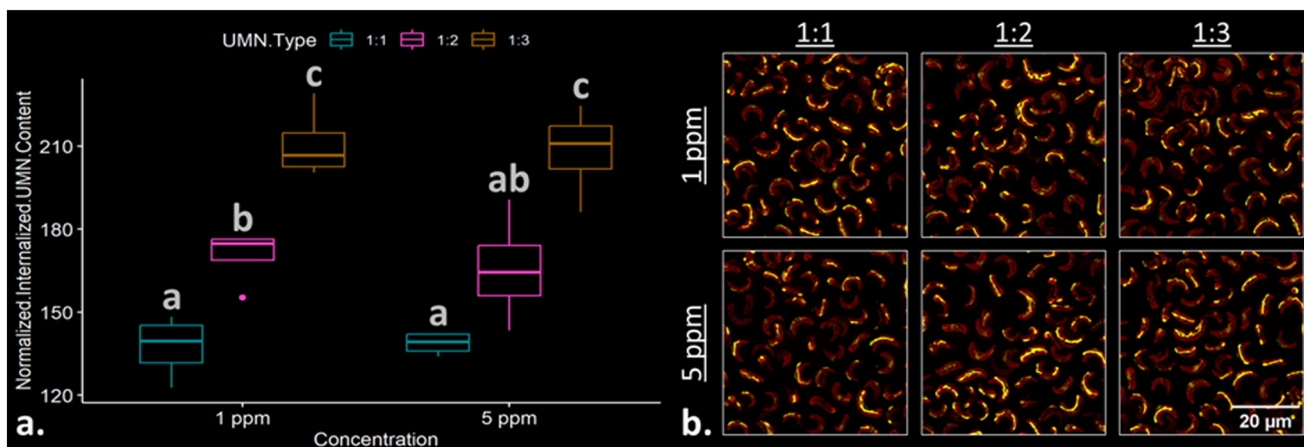 UMN.Type 1:1 1:2 1:3
Normalized.Internalized.UMN.Content
210
180
150
120
a
b
c
a
ab
c
1 ppm
5 ppm
Concentration
a.
1:1
1:2
1:3
1 ppm
5 ppm
20 µm
b.